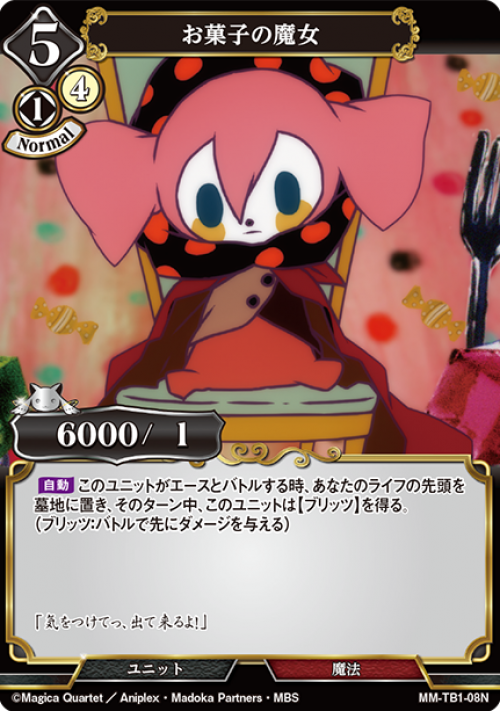 5
お菓子の魔女
4
1
Normal
6000/ 1
自動 このユニットがエースとバトルする時、あなたのライフの先頭を
墓地に置き、そのターン中、このユニットは【ブリッツ】を得る。
(ブリッツ:バトルで先にダメージを与える)
「気をつけてっ、出て来るよ!」
ユニット
魔法
©Magica Quartet／Aniplex・Madoka Partners・MBS
MM-TB1-08N